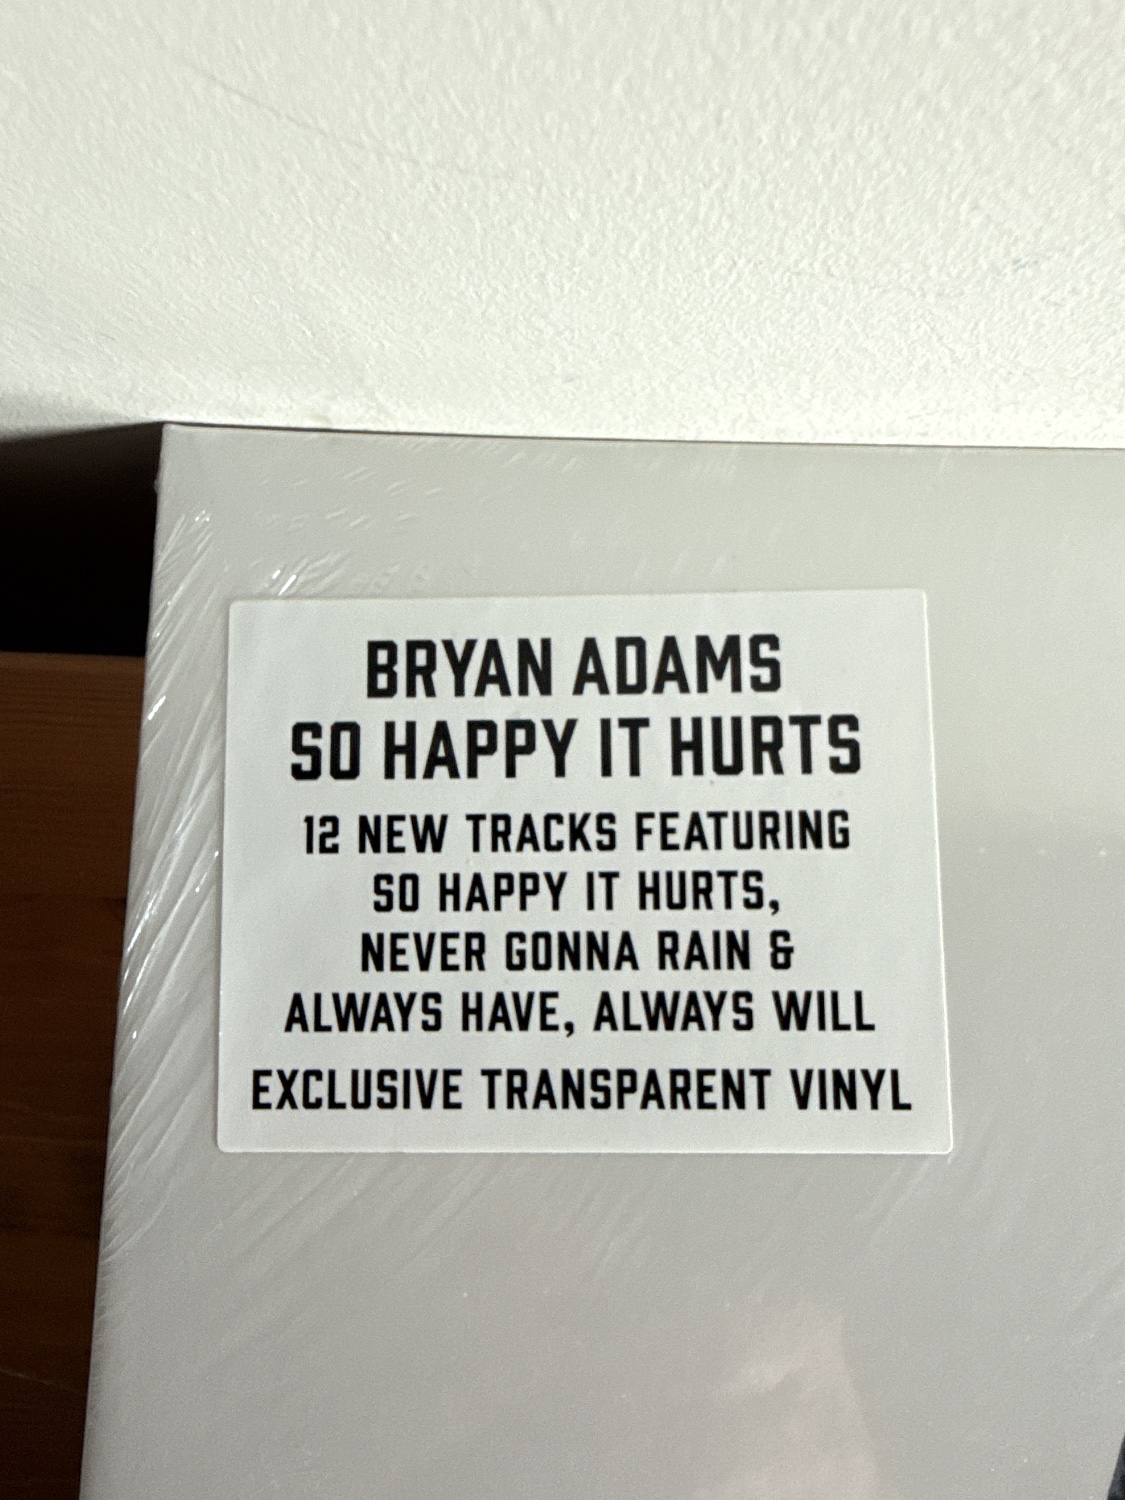 BRYAN ADAMS
SO HAPPY IT HURTS
12 NEW TRACKS FEATURING
SO HAPPY IT HURTS,
NEVER GONNA RAIN &
ALWAYS HAVE, ALWAYS WILL
EXCLUSIVE TRANSPARENT VINYL